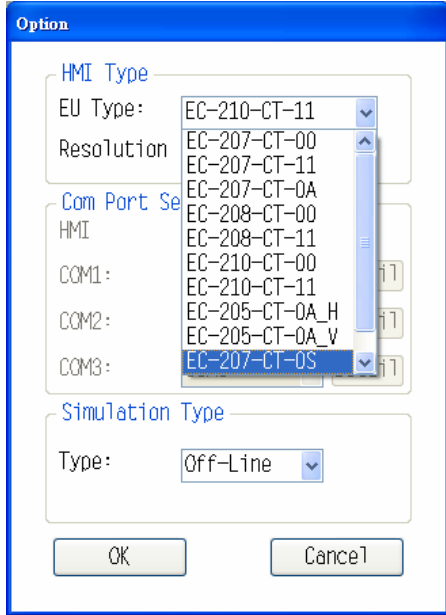 Option
HMI Type
EU Type: EC-210-CT-11
Resolution
EC-207-CT-00
EC-207-CT-11
EC-207-CT-0A
EC-208-CT-00
EC-208-CT-11
EC-210-CT-00
EC-210-CT-11
EC-205-CT-0A_H
EC-205-CT-0A_V
EC-207-CT-0S
Com Port Se
HMI
COM1:
COM2:
COM3:
Simulation Type
Type: Off-Line
OK Cancel